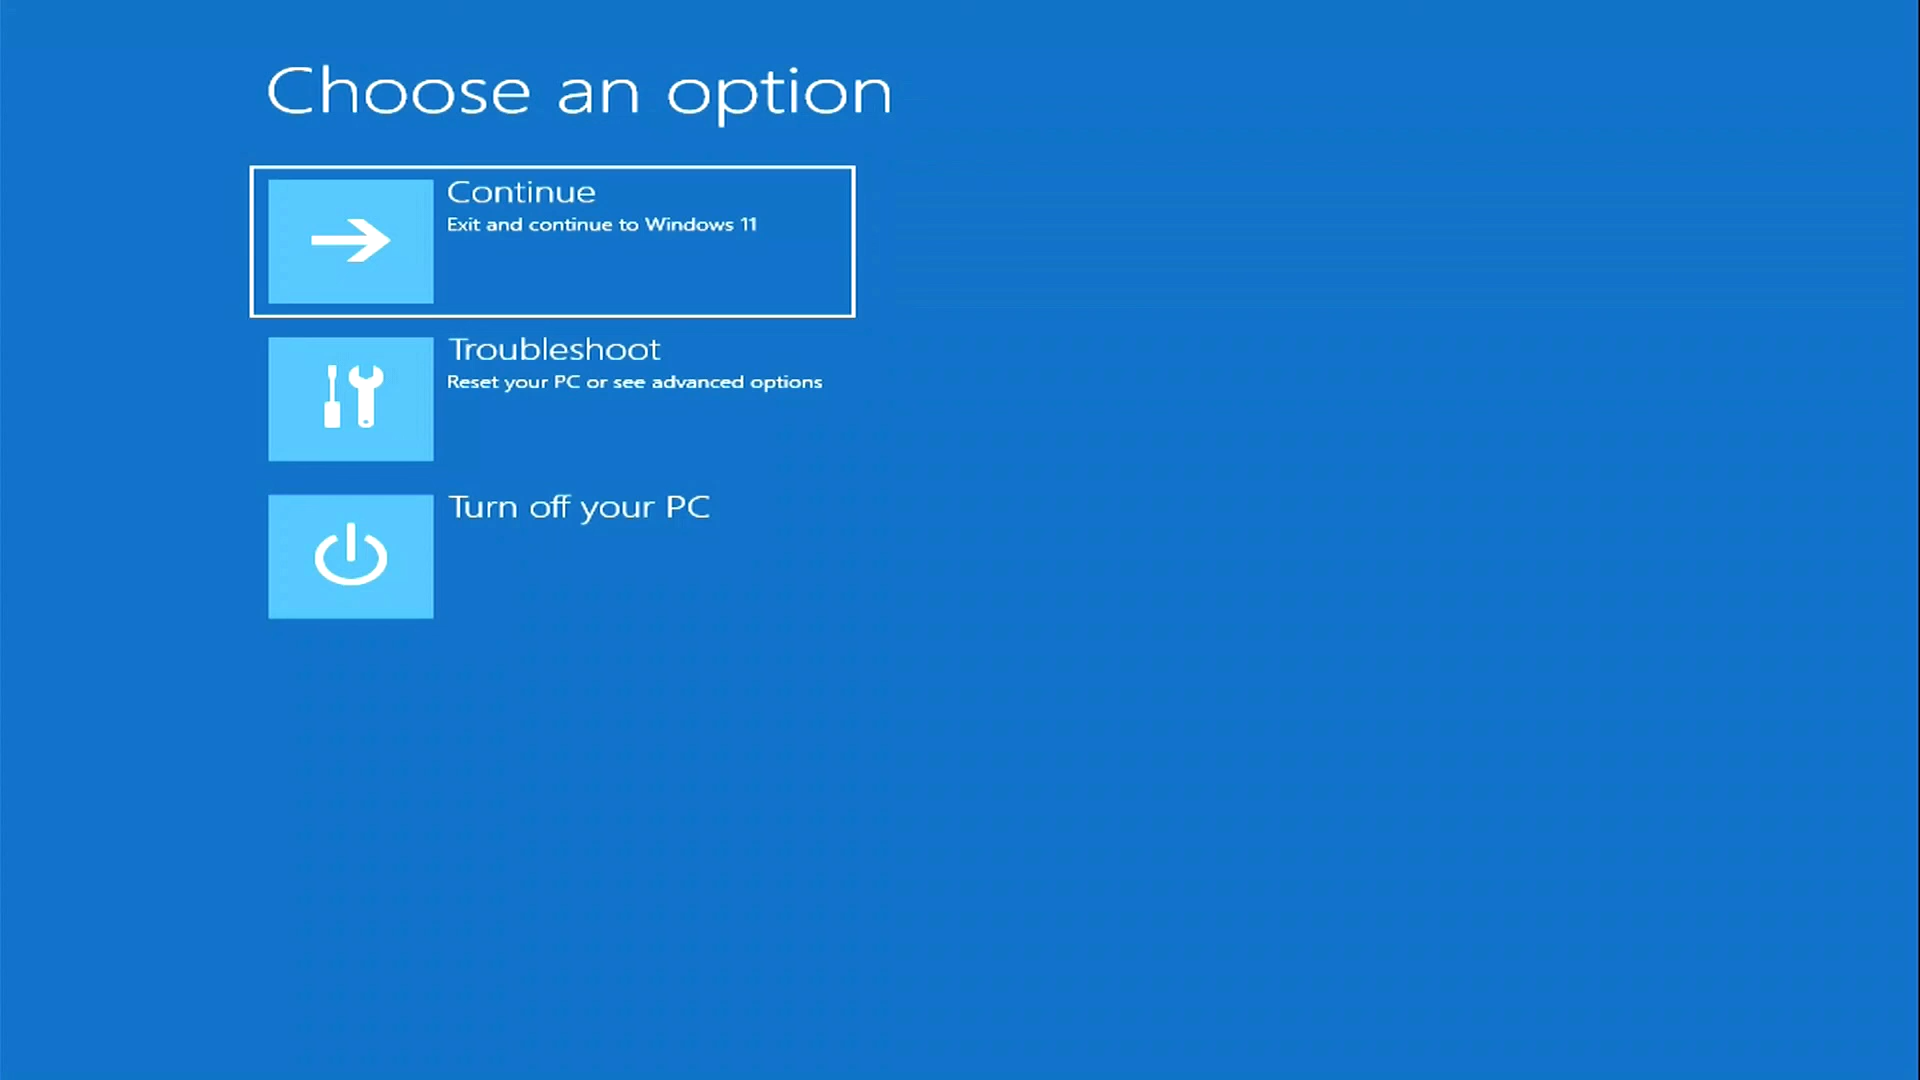 Choose an option
Continue
Exit and continue to Windows 11
Troubleshoot
Reset your PC or see advanced options
Turn off your PC